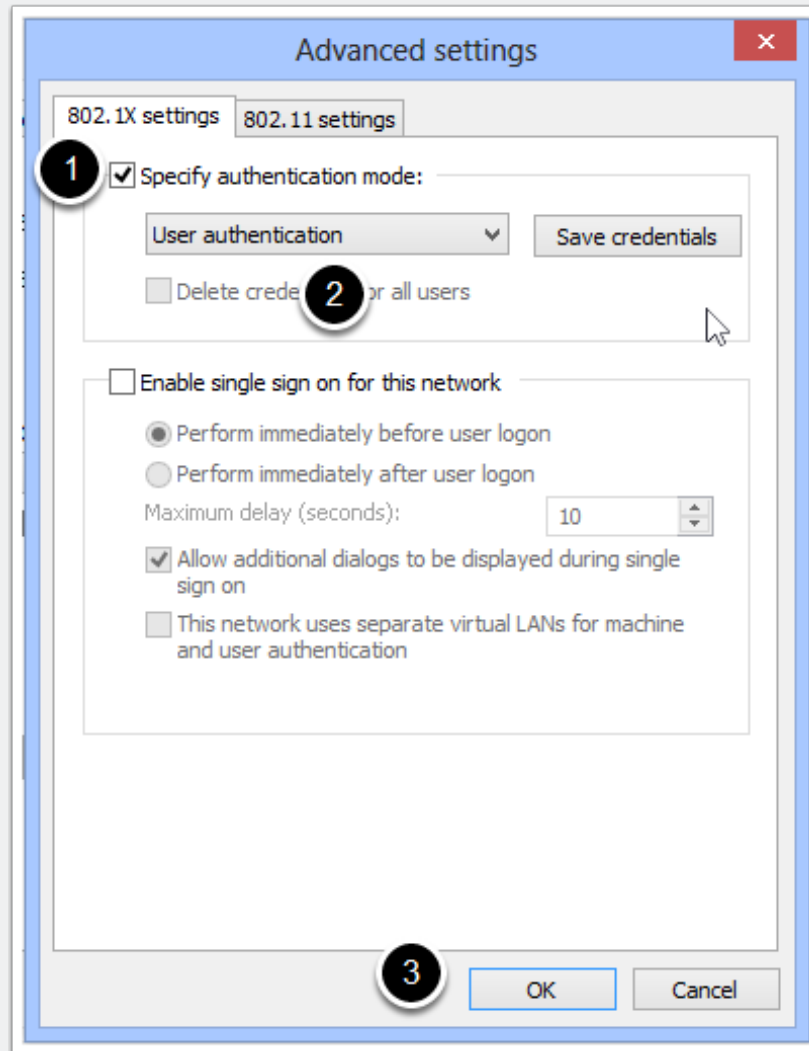 Advanced settings
802.1X settings
802.11 settings
1
Specify authentication mode:
User authentication
Save credentials
Delete crede
2
or all users
Enable single sign on for this network
Perform immediately before user logon
Perform immediately after user logon
Maximum delay (seconds):
10
Allow additional dialogs to be displayed during single
sign on
This network uses separate virtual LANs for machine
and user authentication
3
OK
Cancel